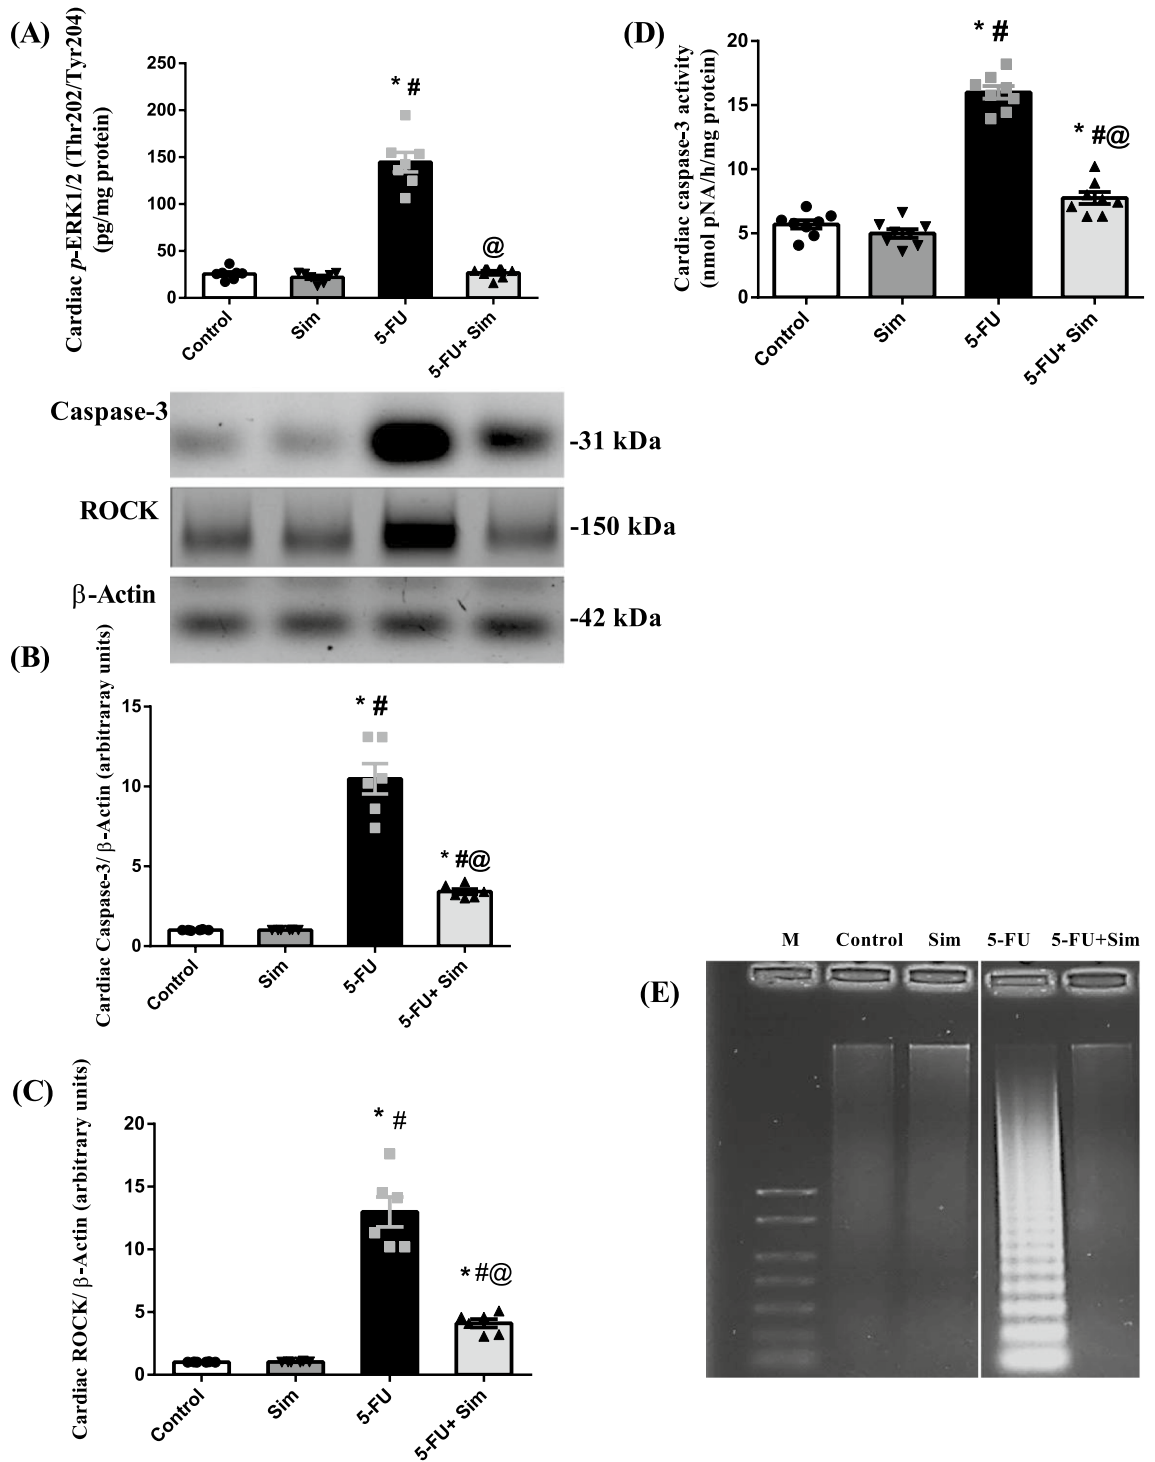 (A)
Cardiac p-ERK1/2 (Thr202/Tyr204)
(pg/mg protein)
250
200
150
100
50
0
* #
@
Control
Sim
5-FU
5-FU+ Sim
Caspase-3
-31 kDa
ROCK
-150 kDa
β-Actin
-42 kDa
(B)
Cardiac Caspase-3/ β-Actin (arbitraray units)
15
10
5
0
* #
* #@
Control
Sim
5-FU
5-FU+ Sim
(C)
Cardiac ROCK/ β-Actin (arbitrary units)
20
15
10
5
0
* #
* #@
Control
Sim
5-FU
5-FU+ Sim
(D)
Cardiac caspase-3 activity
(nmol pNA/h/mg protein)
20
15
10
5
0
* #
* #@
Control
Sim
5-FU
5-FU+ Sim
(E)
M Control Sim 5-FU 5-FU+Sim